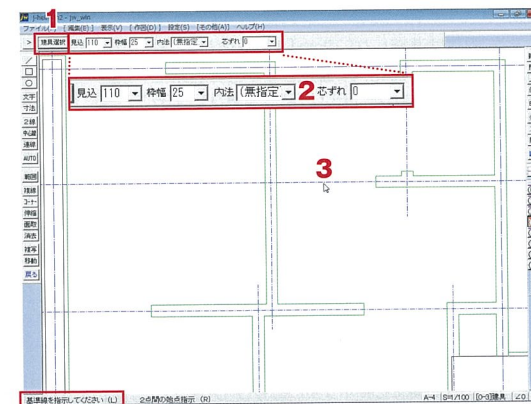 1
jw_win
ファイル(F) [編集(E)] 表示(V) [作図(D)] 設定(S) [その他(A)] ヘルプ(H)
> 建具選択 見込 110 枠幅 25 内法 (無指定 芯ずれ 0
見込 110 枠幅 25 内法 (無指定 2 芯ずれ 0
/
□
○
文字
寸法
2線
中心線
連線
AUTO
範囲
複線
コーナー
伸縮
面取
消去
複写
移動
戻る
3
基準線を指示してください (L) 2点間の始点指示 (R)
A-4 S=1/100 [0-3]建具 ∠0